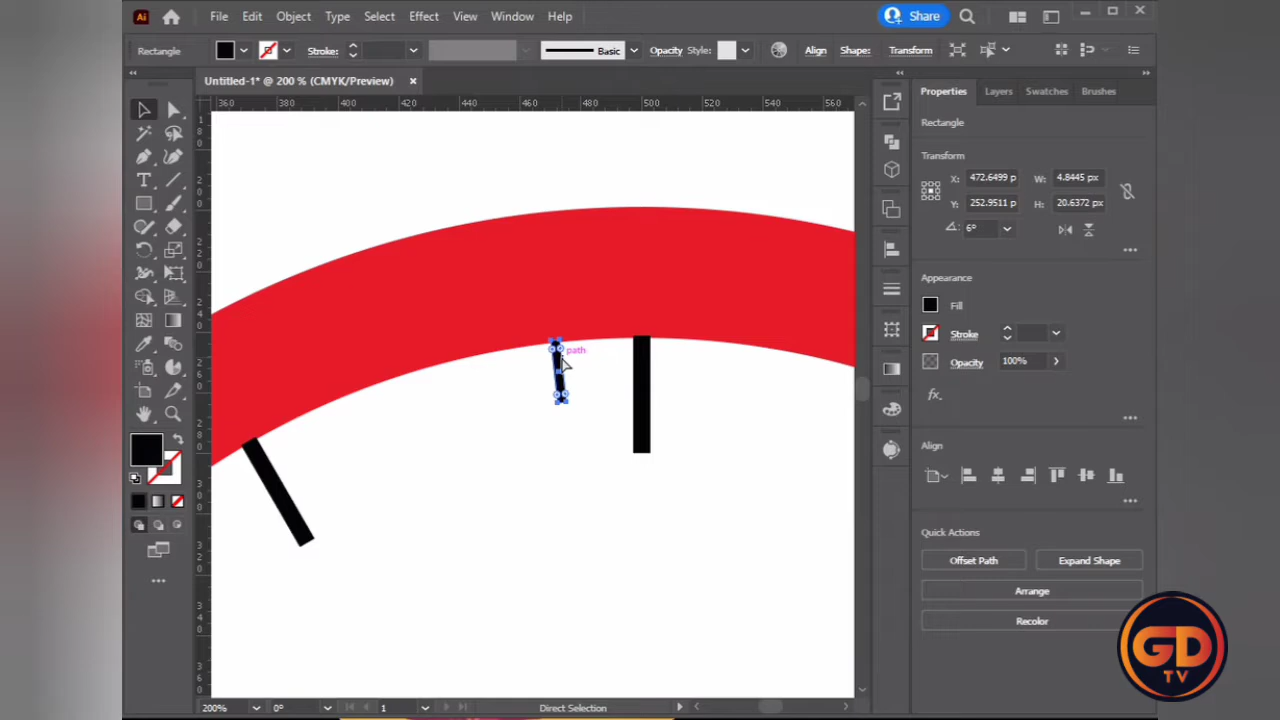 Ai File Edit Object Type Select Effect View Window Help Share
Rectangle Stroke: Basic Opacity Style: Align Shape: Transform
Untitled-1* @ 200 % (CMYK/Preview) ×
360 380 400 420 440 460 480 500 520 540 560
Properties Layers Swatches Brushes
Rectangle
Transform
X: 472.6499 p W: 4.8445 px
Y: 252.9511 p H: 20.6372 px
6°
Appearance
Fill
Stroke
Opacity 100%
fx.
path
Align
Quick Actions
Offset Path Expand Shape
Arrange
Recolor
GD
TV
200% 0° 1 Direct Selection